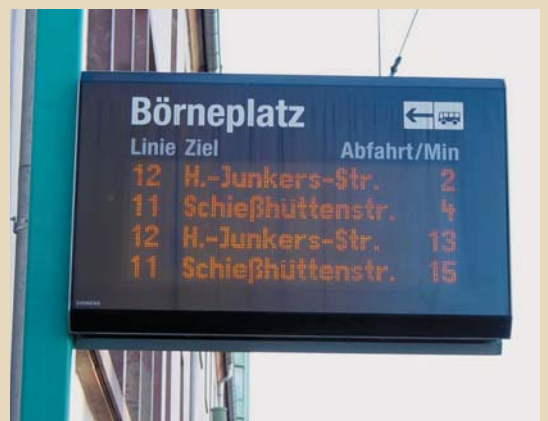 Börneplatz
Linie Ziel Abfahrt/Min
12 H.-Junkers-Str. 2
11 Schießhüttenstr. 4
12 H.-Junkers-Str. 13
11 Schießhüttenstr. 15
SIEMENS